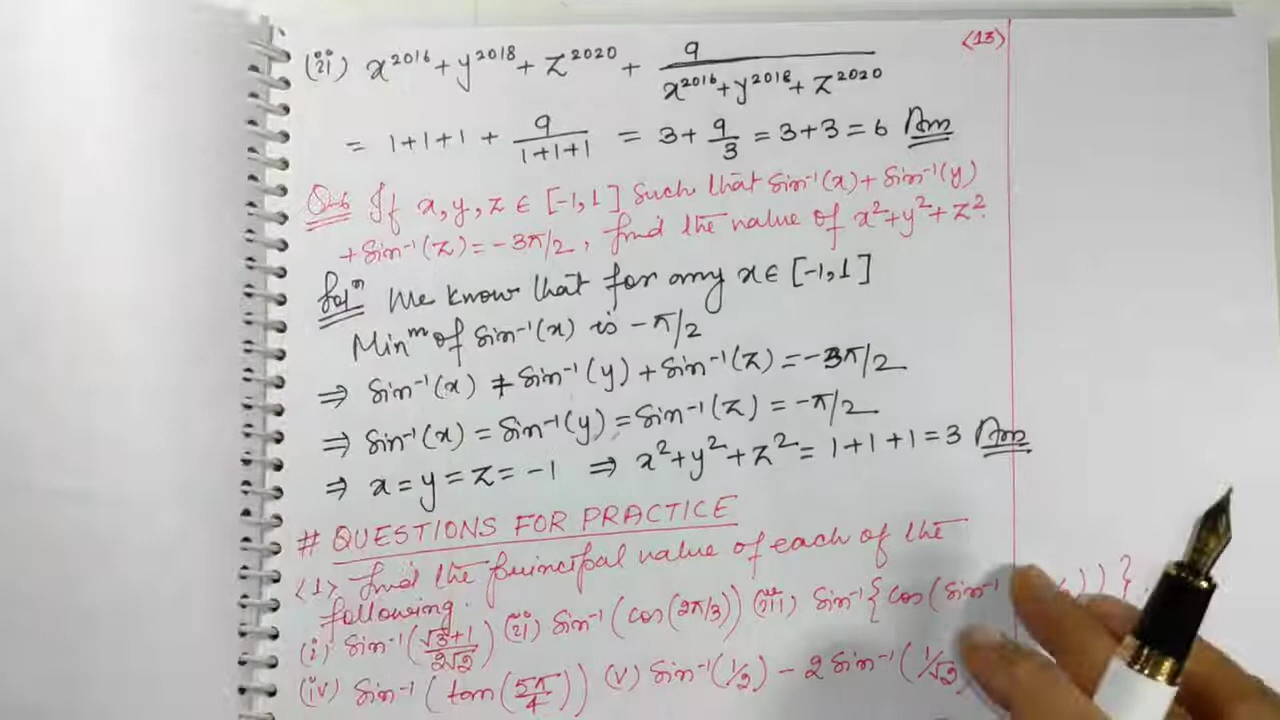 <13>
(ii) x^2016 + y^2018 + z^2020 + 9/(x^2016 + y^2018 + z^2020)
= 1+1+1 + 9/(1+1+1) = 3 + 9/3 = 3+3 = 6 Ans
Q-6 If x, y, z ∈ [-1, 1] Such that Sin⁻¹(x) + Sin⁻¹(y)
+ Sin⁻¹(z) = -3π/2, find the value of x² + y² + z².
Solⁿ We know that for any x ∈ [-1, 1]
Minᵐ of Sin⁻¹(x) is -π/2
⇒ Sin⁻¹(x) + Sin⁻¹(y) + Sin⁻¹(z) = -3π/2
⇒ Sin⁻¹(x) = Sin⁻¹(y) = Sin⁻¹(z) = -π/2
⇒ x = y = z = -1 ⇒ x² + y² + z² = 1+1+1 = 3 Ans
# QUESTIONS FOR PRACTICE
<1> find the principal value of each of the
following.
(i) Sin⁻¹((√3+1)/2√2) (ii) Sin⁻¹(cos(2π/3)) (iii) Sin⁻¹{cos(Sin⁻¹ ))}
(iv) Sin⁻¹(tan(5π/4)) (v) Sin⁻¹(1/2) - 2 Sin⁻¹(1/√2)